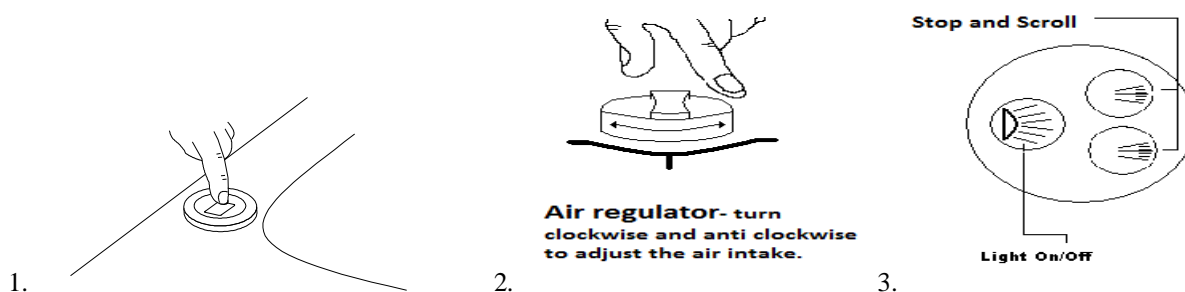 Stop and Scroll
Air regulator- turn
clockwise and anti clockwise
to adjust the air intake.
Light On/Off
1.
2.
3.